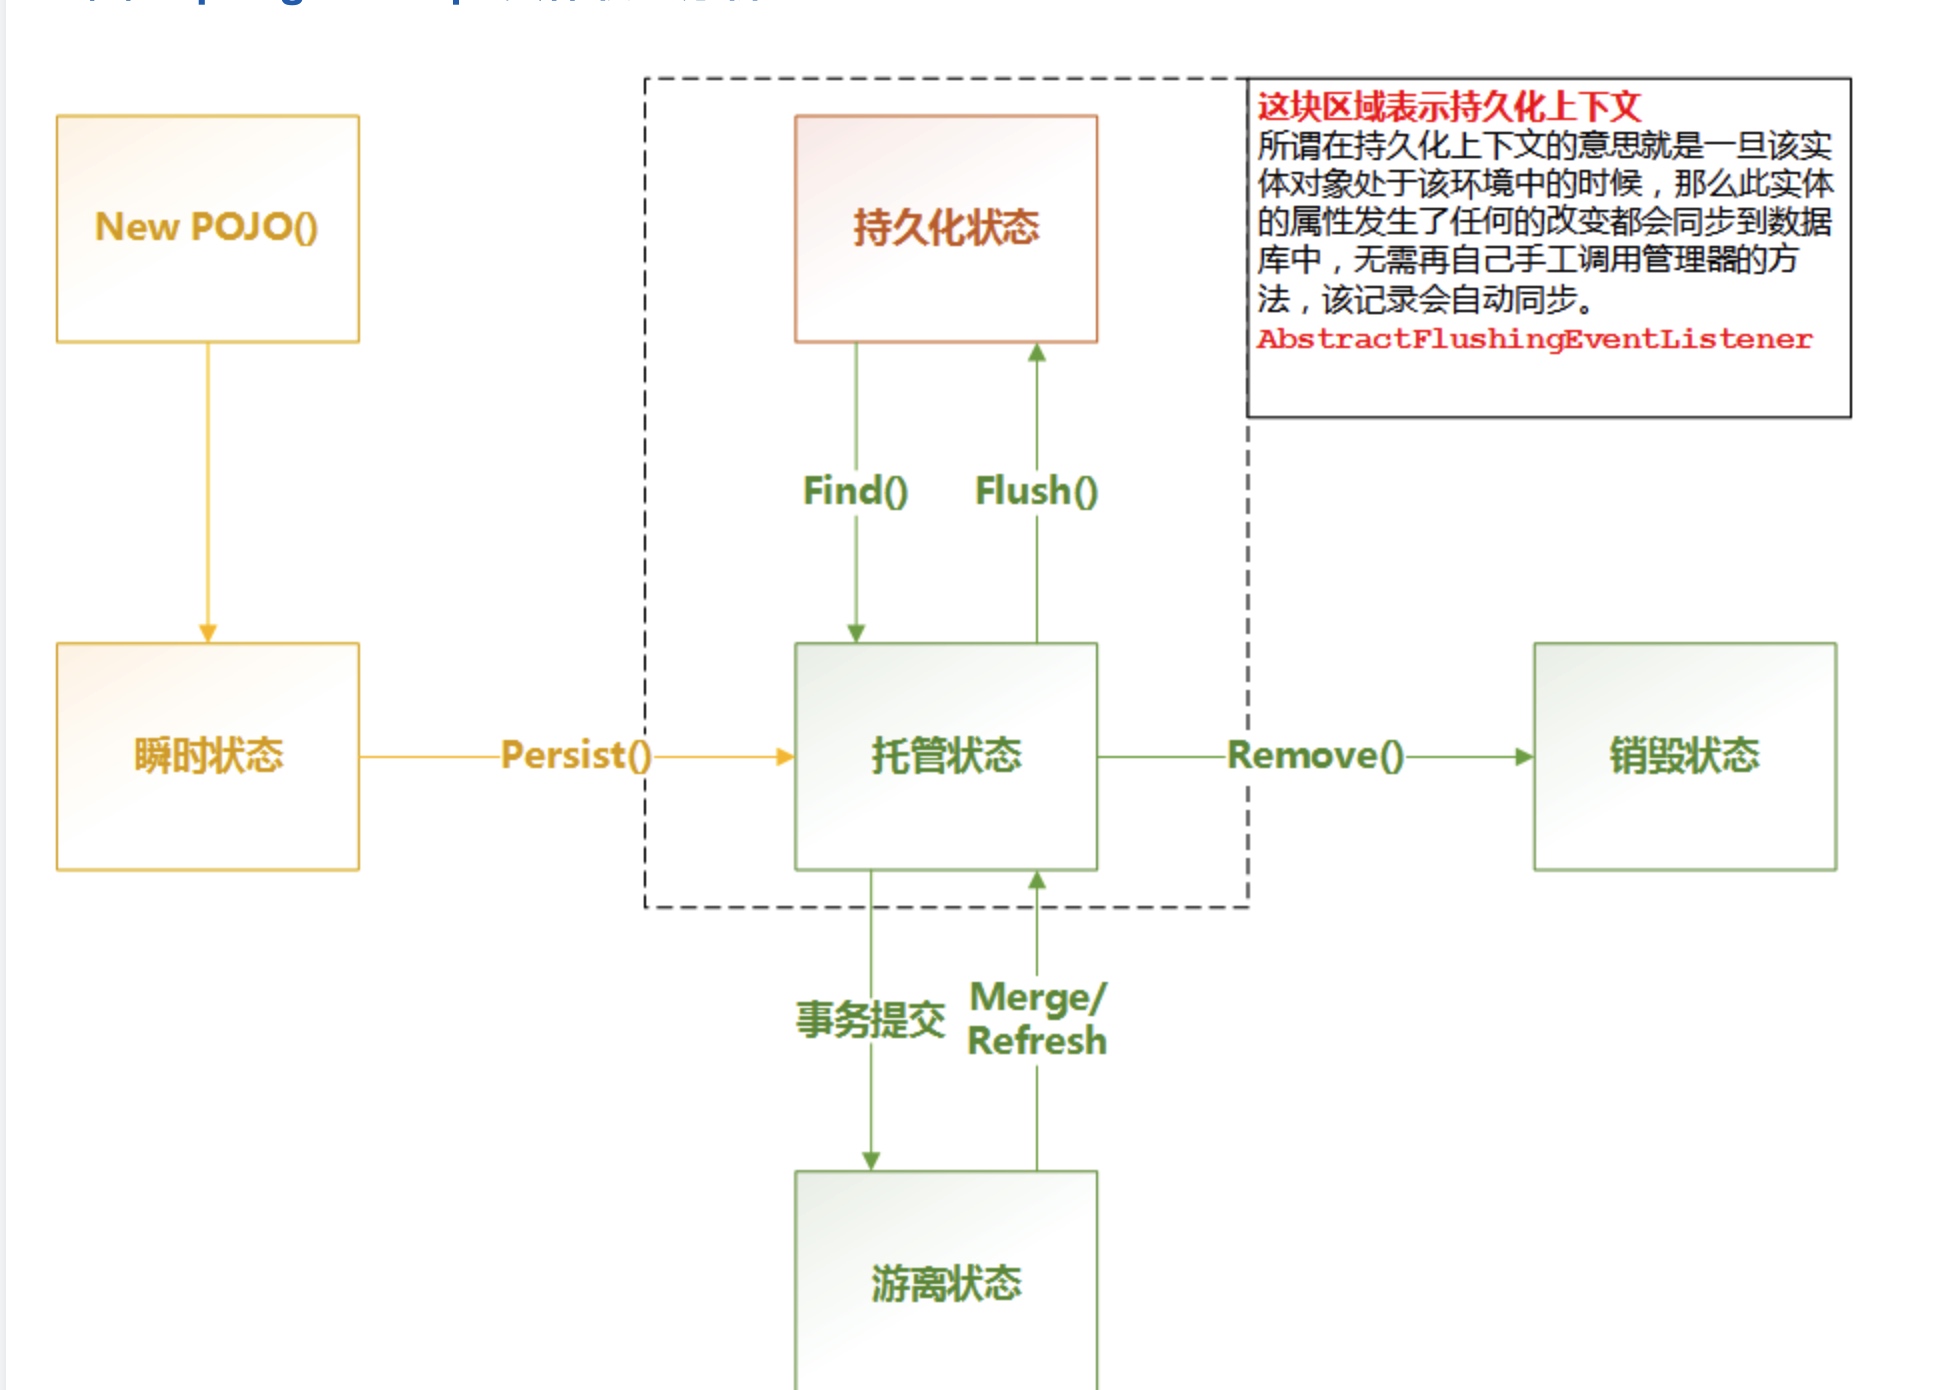 这块区域表示持久化上下文
所谓在持久化上下文的意思就是一旦该实
体对象处于该环境中的时候，那么此实体
的属性发生了任何的改变都会同步到数据
库中，无需再自己手工调用管理器的方
法，该记录会自动同步。
AbstractFlushingEventListener
New POJO()
持久化状态
Find()
Flush()
瞬时状态
Persist()
托管状态
Remove()
销毁状态
事务提交
Merge/
Refresh
游离状态